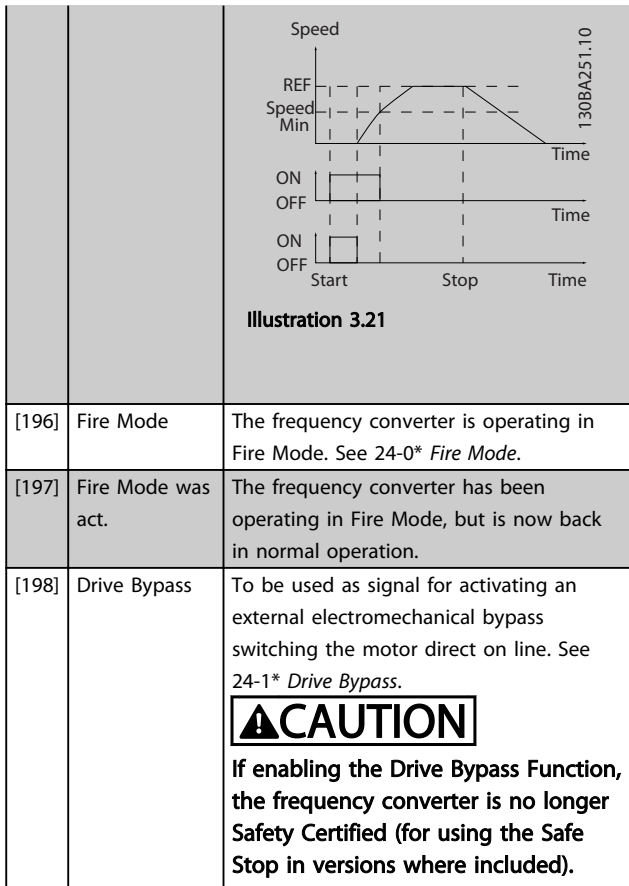 Speed
130BA251.10
REF
Speed
Min
Time
ON
OFF
Time
ON
OFF
Start Stop Time
Illustration 3.21
[196] Fire Mode The frequency converter is operating in
Fire Mode. See 24-0* Fire Mode.
[197] Fire Mode was The frequency converter has been
act. operating in Fire Mode, but is now back
in normal operation.
[198] Drive Bypass To be used as signal for activating an
external electromechanical bypass
switching the motor direct on line. See
24-1* Drive Bypass.
CAUTION
If enabling the Drive Bypass Function,
the frequency converter is no longer
Safety Certified (for using the Safe
Stop in versions where included).